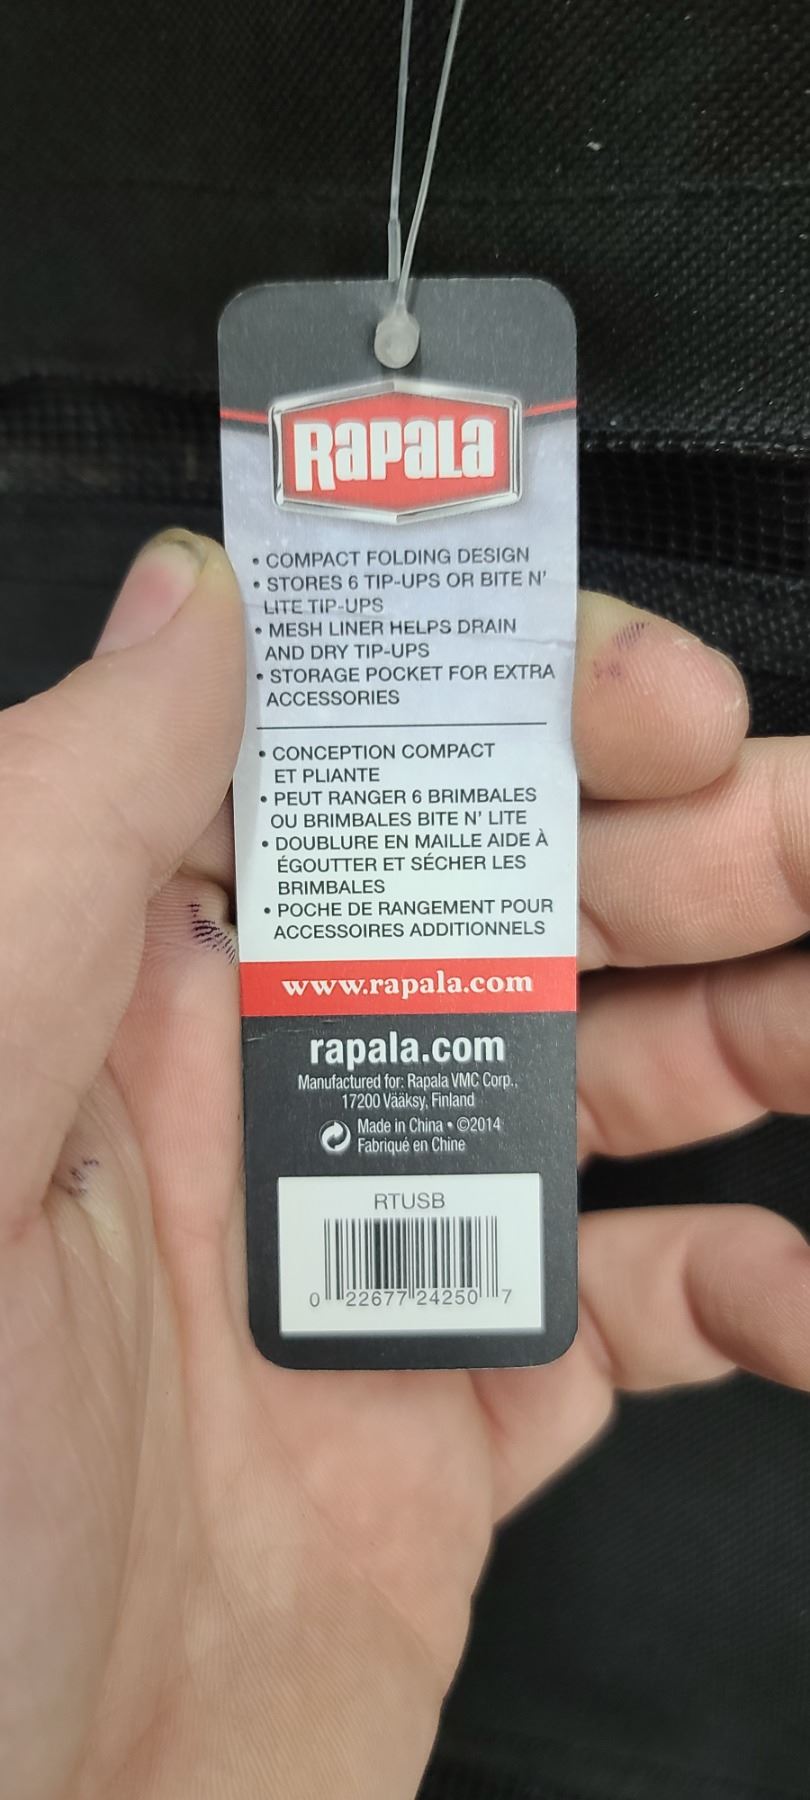 RAPALA
• COMPACT FOLDING DESIGN
• STORES 6 TIP-UPS OR BITE N'
LITE TIP-UPS
• MESH LINER HELPS DRAIN
AND DRY TIP-UPS
• STORAGE POCKET FOR EXTRA
ACCESSORIES
• CONCEPTION COMPACT
ET PLIANTE
• PEUT RANGER 6 BRIMBALES
OU BRIMBALES BITE N' LITE
• DOUBLURE EN MAILLE AIDE À
ÉGOUTTER ET SÉCHER LES
BRIMBALES
• POCHE DE RANGEMENT POUR
ACCESSOIRES ADDITIONNELS
www.rapala.com
rapala.com
Manufactured for: Rapala VMC Corp.,
17200 Vääksy, Finland
Made in China • ©2014
Fabriqué en Chine
RTUSB
0 22677 24250 7